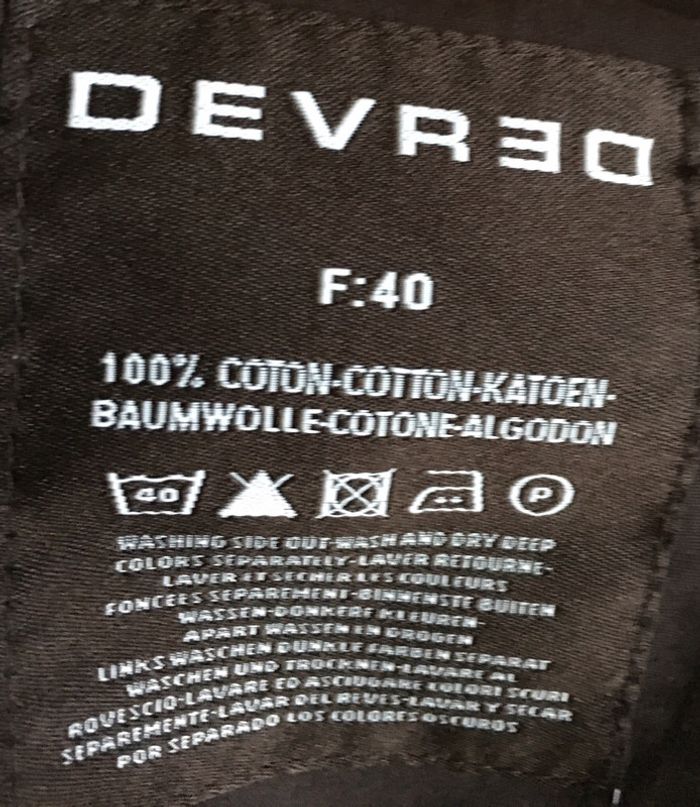 DEVRED
F:40
100% COTON-COTTON-KATOEN-
BAUMWOLLE-COTONE-ALGODON
40
P
WASHING SIDE OUT-WASH AND DRY DEEP
COLORS SEPARATELY-LAVER RETOURNE-
LAVER ET SECHER LES COULEURS
FONCEES SEPAREMENT-BINNENSTE BUITEN
WASSEN-DONKERE KLEUREN-
APART WASSEN EN DROGEN
LINKS WASCHEN DUNKLE FARBEN SEPARAT
WASCHEN UND TROCKNEN-LAVARE AL
ROVESCIO-LAVARE ED ASCIUGARE COLORI SCURI
SEPAREMENTE-LAVAR DEL REVES-LAVAR Y SECAR
POR SEPARADO LOS COLORES OSCUROS